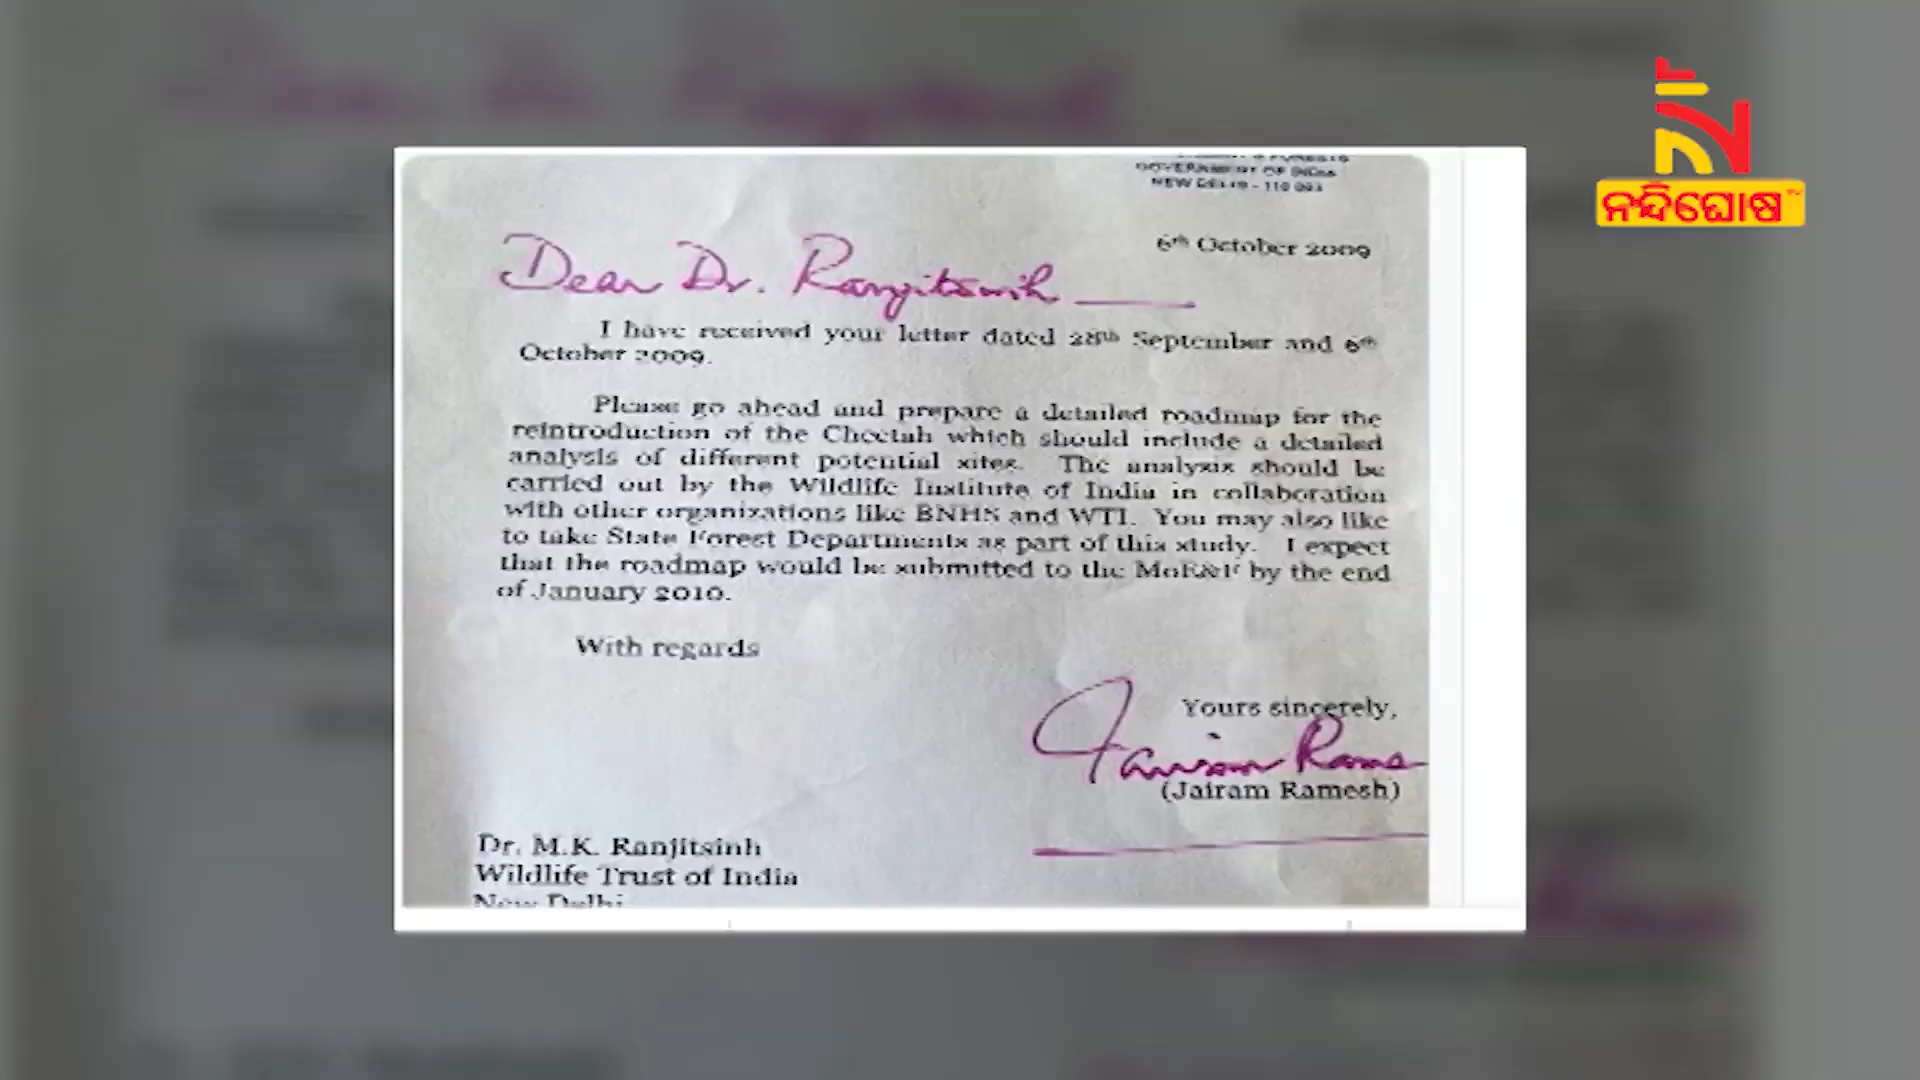 & FORESTS
GOVERNMENT OF INDIA
NEW DELHI - 110 003
6th October 2009
Dear Dr. Ranjitsinh
I have received your letter dated 28th September and 6th
October 2009.
Please go ahead and prepare a detailed roadmap for the
reintroduction of the Cheetah which should include a detailed
analysis of different potential sites. The analysis should be
carried out by the Wildlife Institute of India in collaboration
with other organizations like BNHS and WTI. You may also like
to take State Forest Departments as part of this study. I expect
that the roadmap would be submitted to the MoE&F by the end
of January 2010.
With regards
Yours sincerely,
Jairam Rames
(Jairam Ramesh)
Dr. M.K. Ranjitsinh
Wildlife Trust of India
New Delhi
ନନ୍ଦିଘୋଷ TV